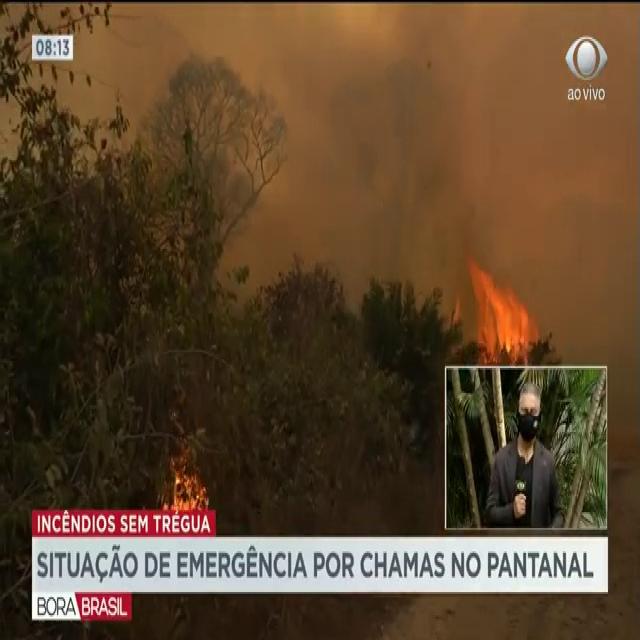 08:13
ao vivo
INCÊNDIOS SEM TRÉGUA
SITUAÇÃO DE EMERGÊNCIA POR CHAMAS NO PANTANAL
BORA BRASIL